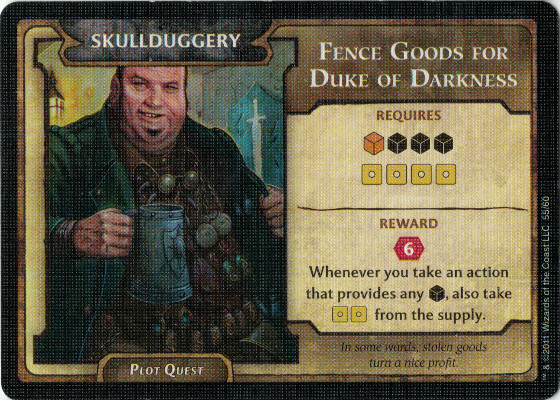 SKULLDUGGERY
FENCE GOODS FOR
DUKE OF DARKNESS
REQUIRES
REWARD
6
Whenever you take an action
that provides any , also take
from the supply.
In some wards, stolen goods
turn a nice profit.
PLOT QUEST
™ & ©2011 Wizards of the Coast LLC 55/60